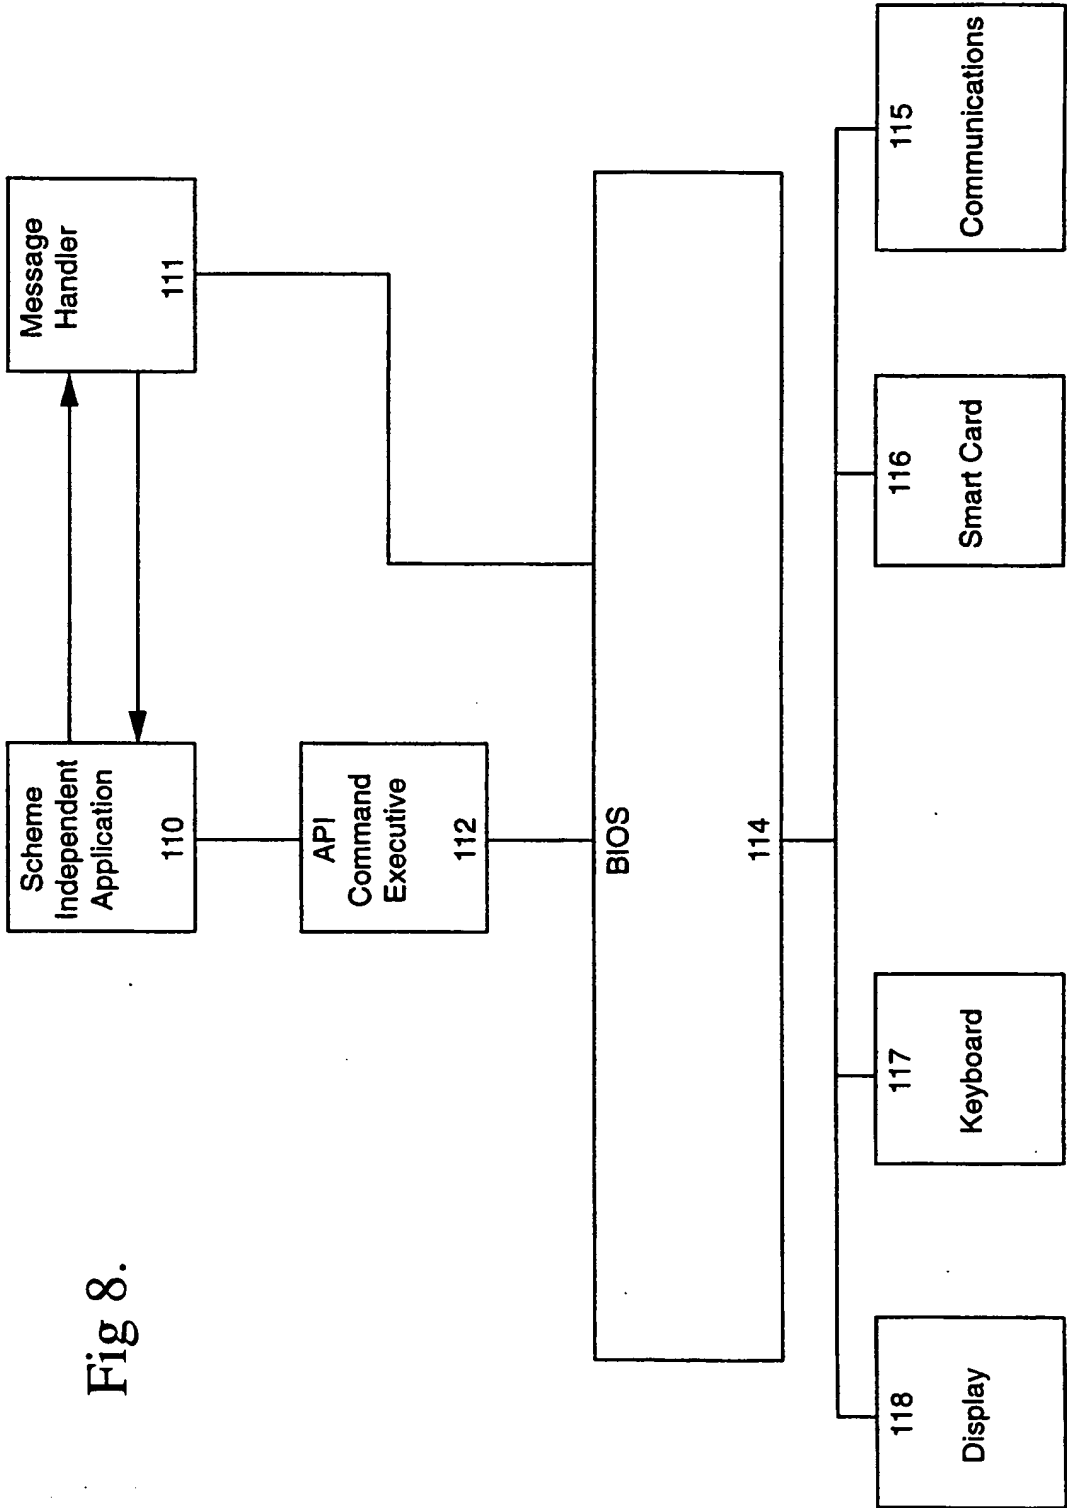 Fig 8.
Scheme
Independent
Application
110
Message
Handler
111
API
Command
Executive
112
BIOS
114
118
Display
117
Keyboard
116
Smart Card
115
Communications